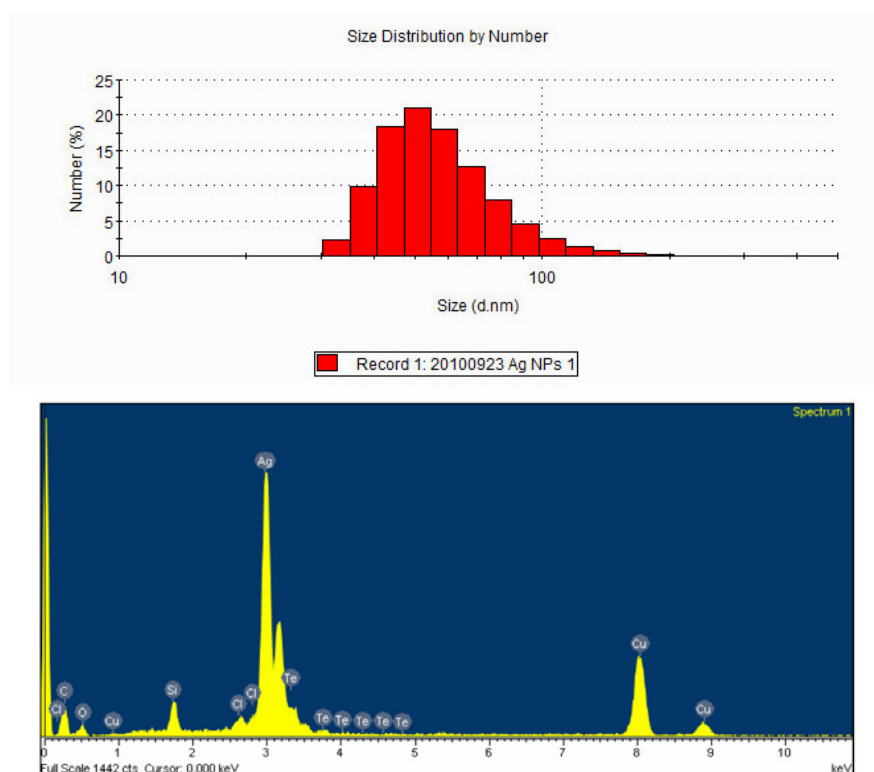 Size Distribution by Number
25
20
15
10
5
0
Number (%)
10 100
Size (d.nm)
Record 1: 20100923 Ag NPs 1
Spectrum 1
Ag
Cu
Te
Si
C Cl
Cl O Cu Cl Te Te Te Te Te Cu
0 1 2 3 4 5 6 7 8 9 10
Full Scale 1442 cts Cursor: 0.000 keV keV